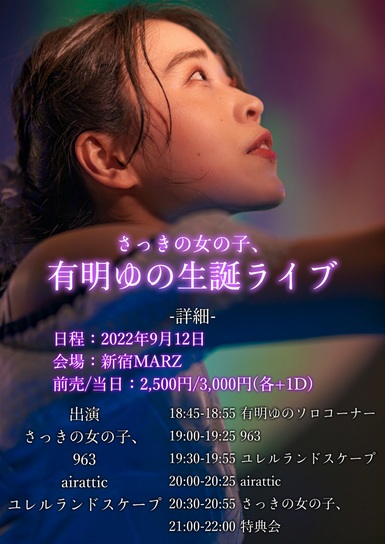 さっきの女の子、
有明ゆの生誕ライブ
-詳細-
日程：2022年9月12日
会場：新宿MARZ
前売/当日：2,500円/3,000円(各+1D)
出演
さっきの女の子、
963
airattic
ユレルランドスケープ
18:45-18:55 有明ゆのソロコーナー
19:00-19:25 963
19:30-19:55 ユレルランドスケープ
20:00-20:25 airattic
20:30-20:55 さっきの女の子、
21:00-22:00 特典会